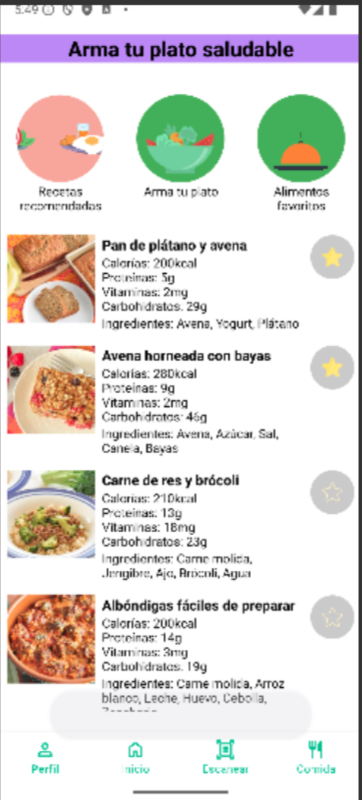 5:49
Arma tu plato saludable
Recetas
recomendadas
Arma tu plato
Alimentos
favoritos
Pan de plátano y avena
Calorías: 200kcal
Proteínas: 5g
Vitaminas: 2mg
Carbohidratos: 29g
Ingredientes: Avena, Yogurt, Plátano
Avena horneada con bayas
Calorías: 280kcal
Proteínas: 9g
Vitaminas: 2mg
Carbohidratos: 46g
Ingredientes: Avena, Azúcar, Sal,
Canela, Bayas
Carne de res y brócoli
Calorías: 210kcal
Proteínas: 13g
Vitaminas: 18mg
Carbohidratos: 23g
Ingredientes: Carne molida,
Jengibre, Ajo, Brócoli, Agua
Albóndigas fáciles de preparar
Calorías: 200kcal
Proteínas: 14g
Vitaminas: 3mg
Carbohidratos: 19g
Ingredientes: Carne molida, Arroz
blanco, Leche, Huevo, Cebolla,
Perfil
Inicio
Escanear
Comida